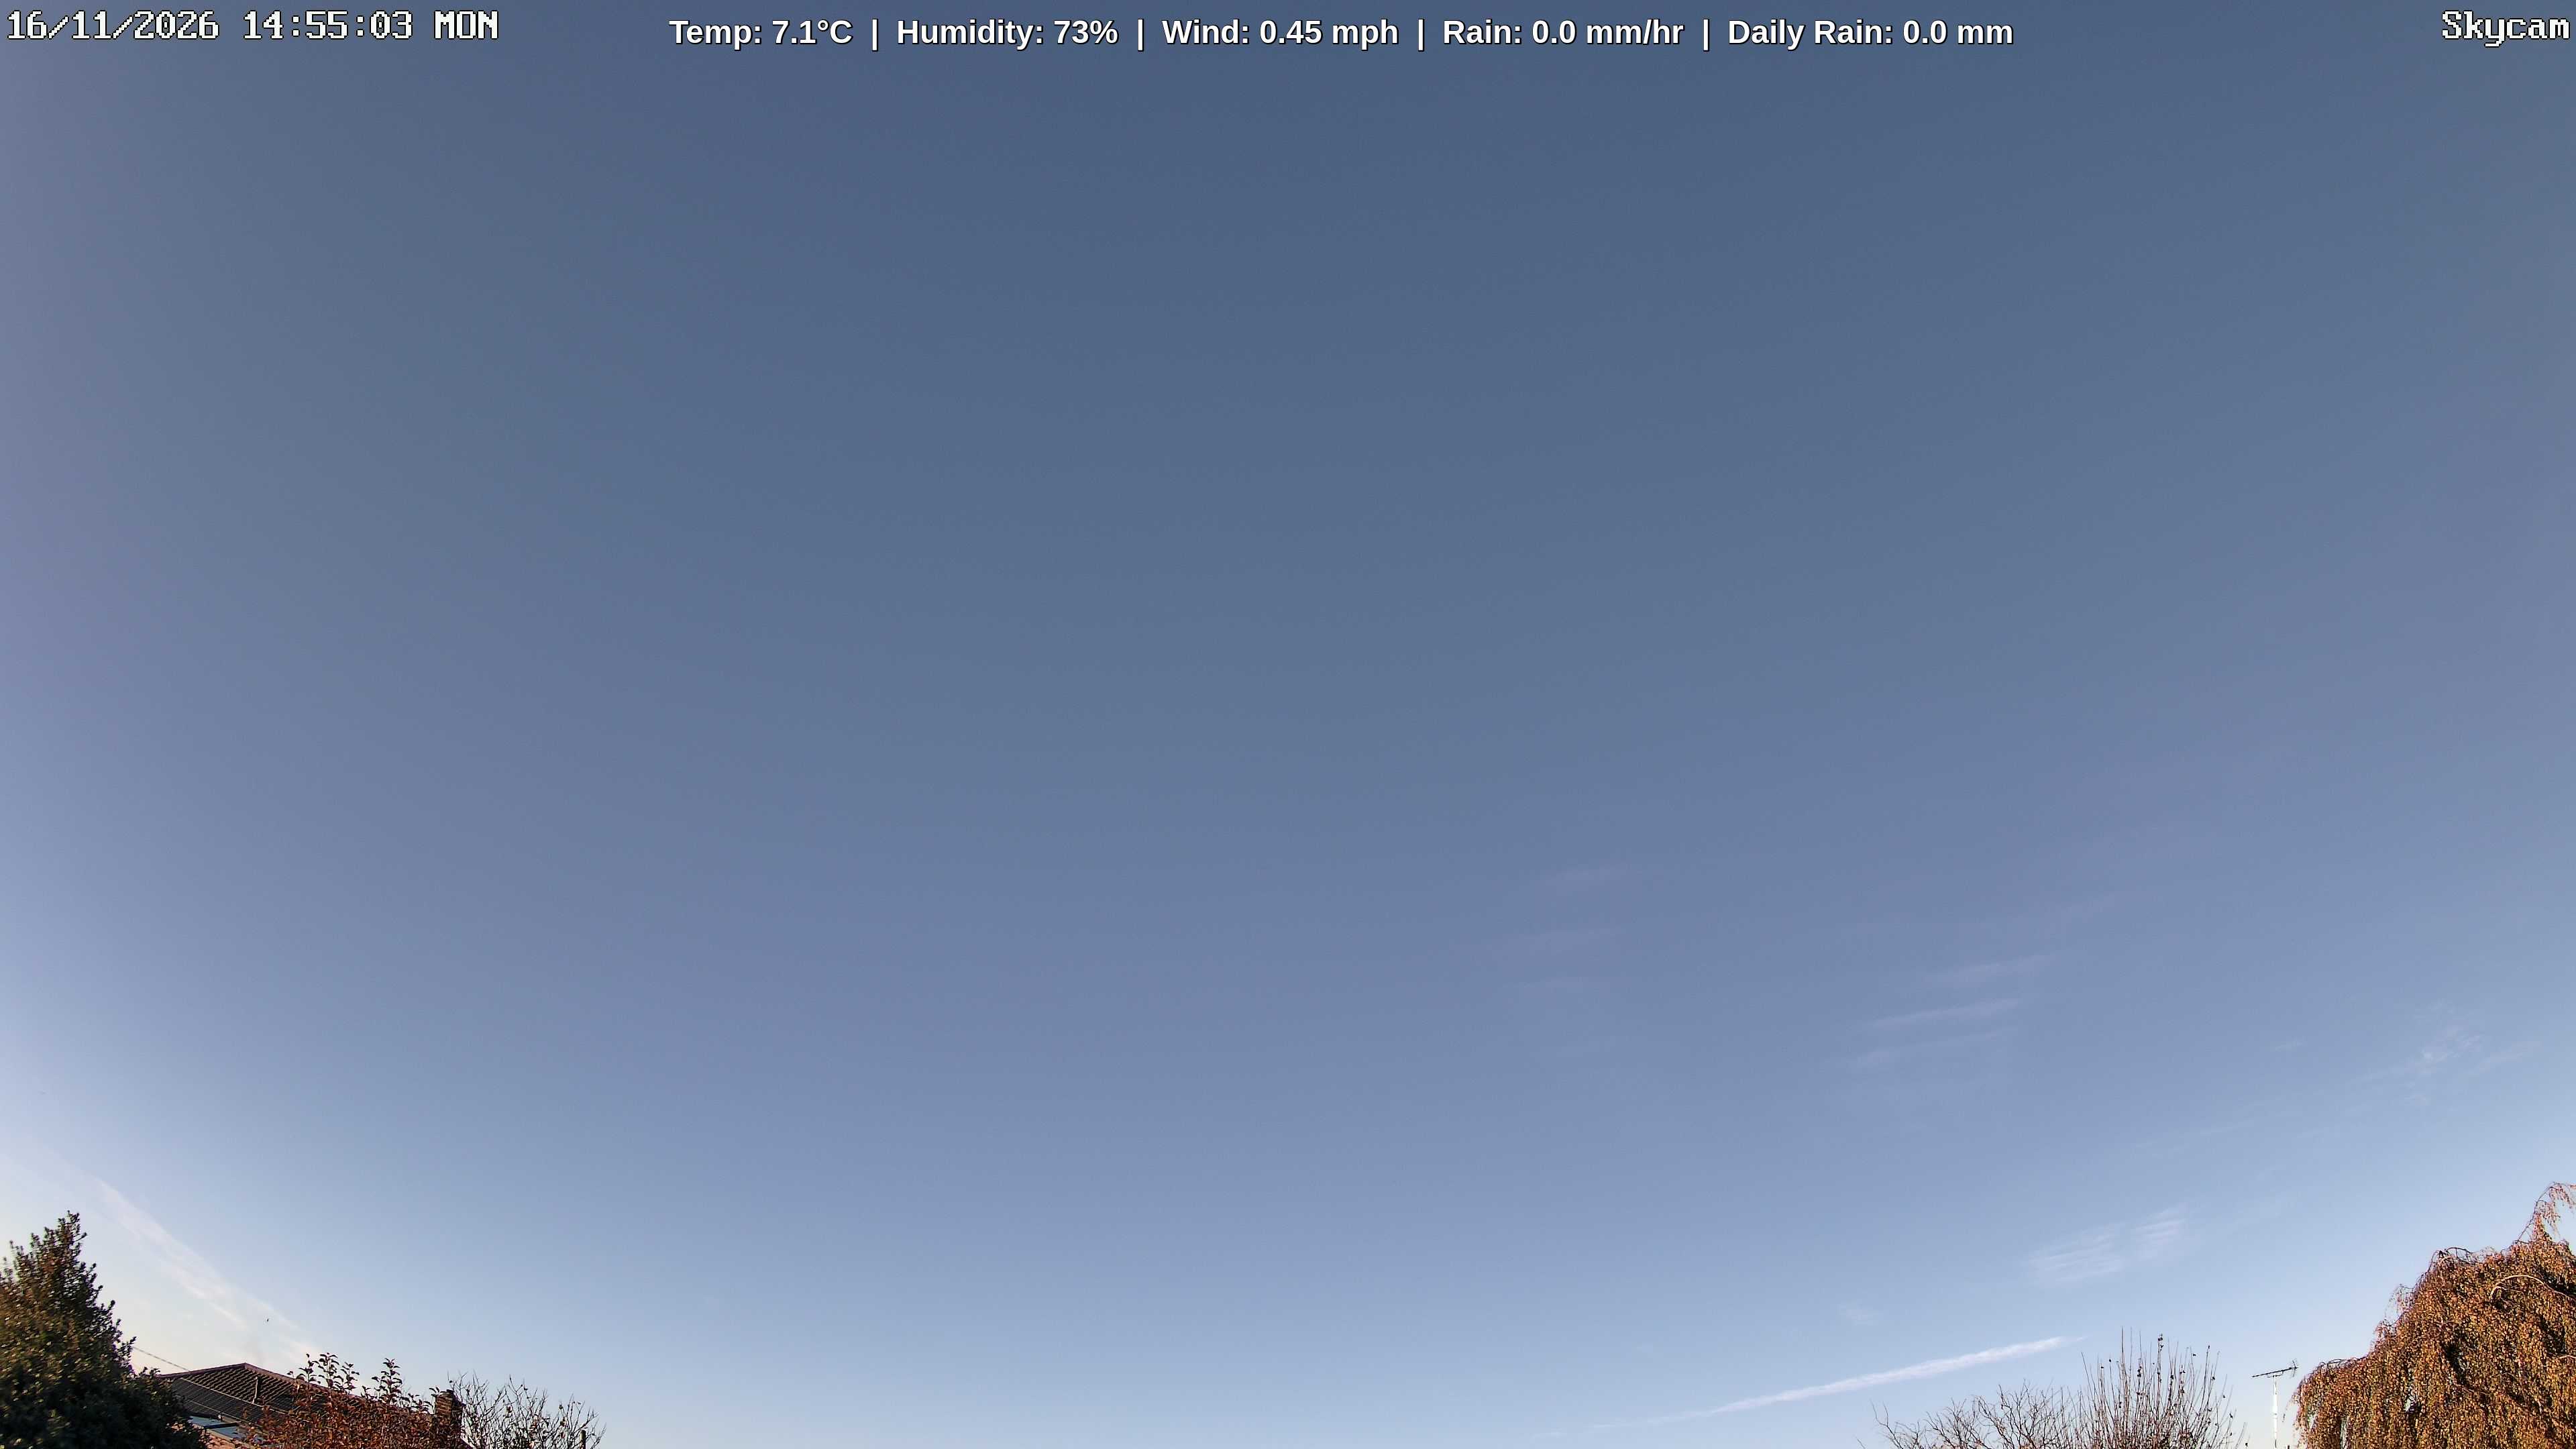 16/11/2026 14:55:03 MON
Temp: 7.1°C | Humidity: 73% | Wind: 0.45 mph | Rain: 0.0 mm/hr | Daily Rain: 0.0 mm
Skycam